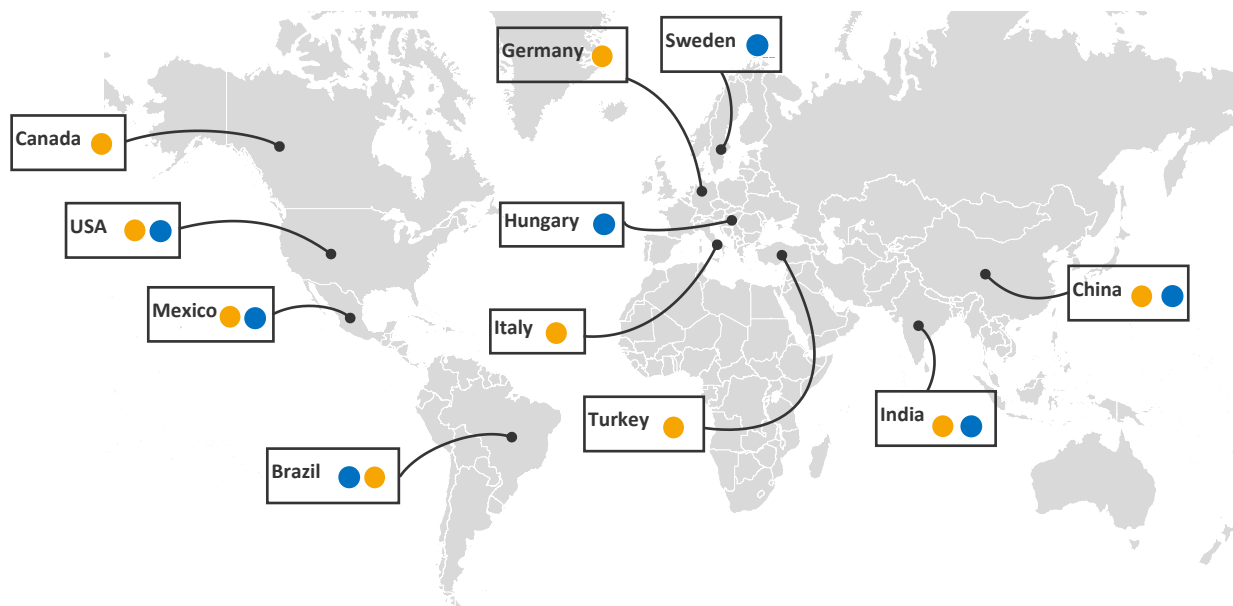 Germany
Sweden
Canada
USA
Hungary
Mexico
China
Italy
Turkey
India
Brazil